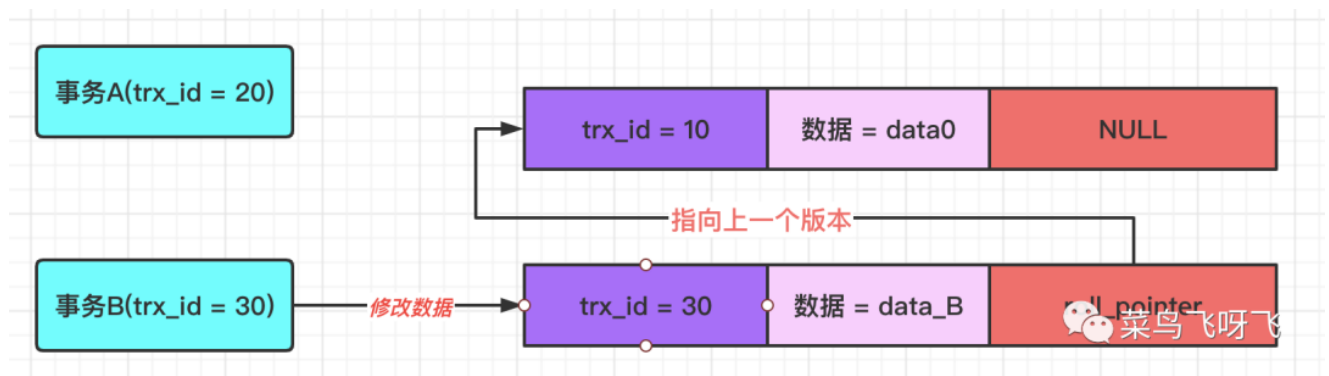 事务A(trx_id = 20)
trx_id = 10 数据 = data0 NULL
指向上一个版本
事务B(trx_id = 30) 修改数据 trx_id = 30 数据 = data_B roll_pointer
菜鸟飞呀飞